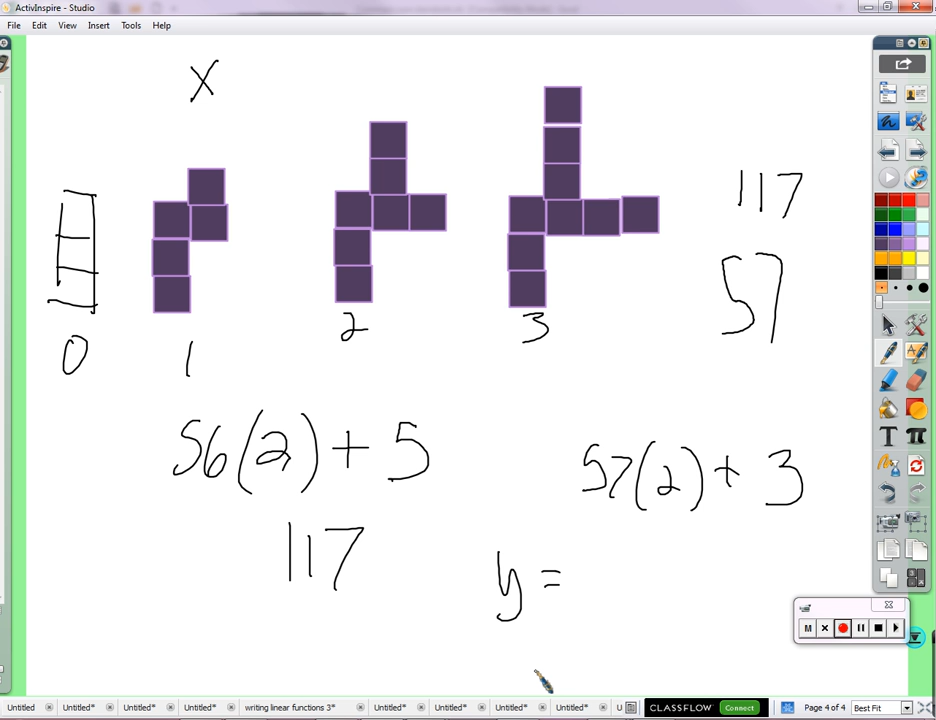 ActivInspire - Studio
File Edit View Insert Tools Help
X
117
57
0 1 2 3
56(2) + 5
57(2) + 3
117
y =
M
Untitled Untitled* Untitled* Untitled* writing linear functions 3* Untitled* Untitled* Untitled* Untitled* U CLASSFLOW Connect Page 4 of 4 Best Fit